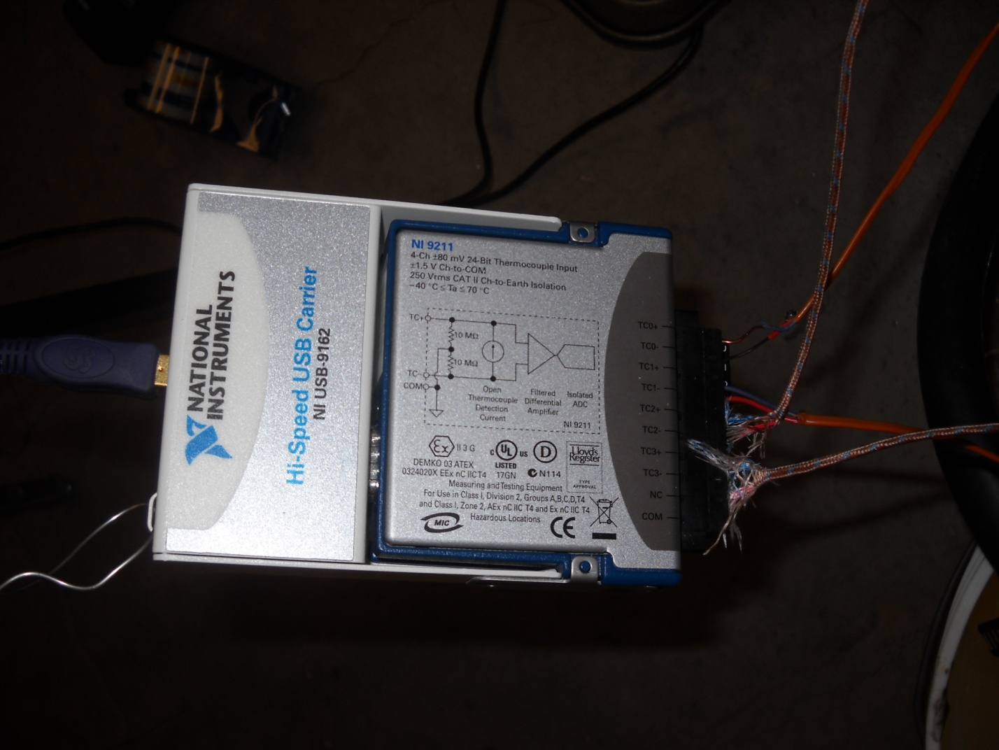 NATIONAL
INSTRUMENTS
Hi-Speed USB Carrier
NI USB-9162
NI 9211
4-Ch ±80 mV 24-Bit Thermocouple Input
±1.5 V Ch-to-COM
250 Vrms CAT II Ch-to-Earth Isolation
−40 °C ≤ Ta ≤ 70 °C
TC+
10 MΩ
10 MΩ
TC-
COM
Open
Thermocouple
Detection
Current
Filtered
Differential
Amplifier
Isolated
ADC
NI 9211
Ex II 3 G
DEMKO 03 ATEX
0324020X EEx nC IICT4
c UL us
LISTED
17GN
D
N114
Lloyd's
Register
TYPE
APPROVAL
Measuring and Testing Equipment
For Use in Class I, Division 2, Groups A,B,C,D,T4
and Class I, Zone 2, AEx nC IIC T4 and Ex nC IIC T4
Hazardous Locations
MIC
CE
TC0+
TC0-
TC1+
TC1-
TC2+
TC2-
TC3+
TC3-
NC
COM